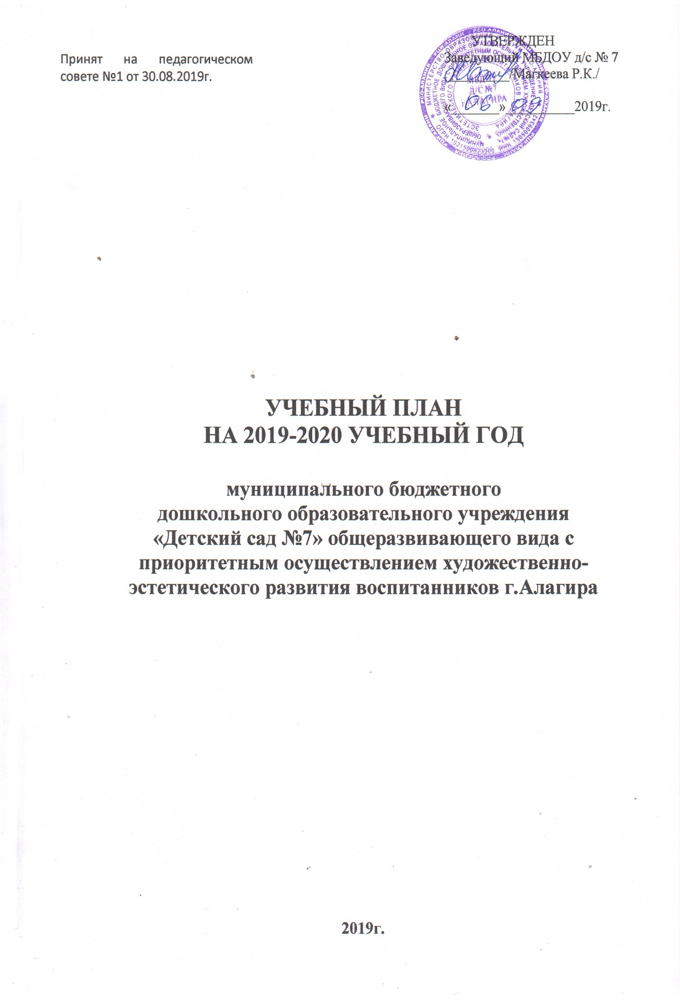 Принят на педагогическом
совете №1 от 30.08.2019г.
УТВЕРЖДЕН
Заведующий МБДОУ д/с № 7
/Магкеева Р.К./
«06» 09 2019г.
МБДОУ
Д/С № 7
г АЛАГИРА
УЧЕБНЫЙ ПЛАН
НА 2019-2020 УЧЕБНЫЙ ГОД
муниципального бюджетного
дошкольного образовательного учреждения
«Детский сад №7» общеразвивающего вида с
приоритетным осуществлением художественно-
эстетического развития воспитанников г.Алагира
2019г.